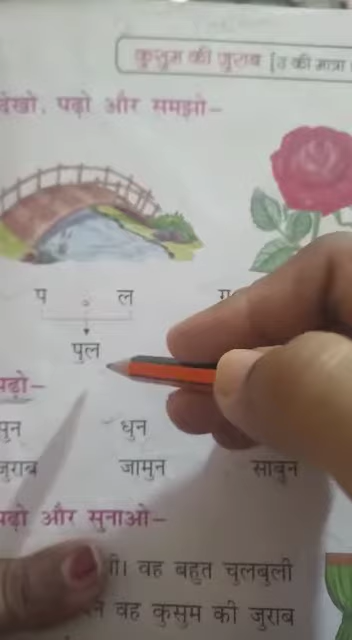 कुसुम की जुराब [उ की मात्रा
देखो, पढ़ो और समझो–
प ु ल
पुल
पढ़ो–
धुन
जुराब जामुन साबुन
पढ़ो और सुनाओ–
वह बहुत चुलबुली
वह कुसुम की जुराब